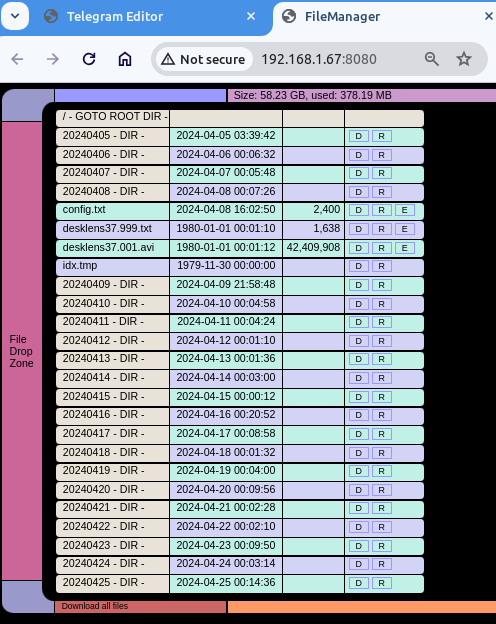 Telegram Editor
FileManager
Not secure 192.168.1.67:8080
Size: 58.23 GB, used: 378.19 MB
/ - GOTO ROOT DIR -
20240405 - DIR - 2024-04-05 03:39:42 D R
20240406 - DIR - 2024-04-06 00:06:32 D R
20240407 - DIR - 2024-04-07 00:05:48 D R
20240408 - DIR - 2024-04-08 00:07:26 D R
config.txt 2024-04-08 16:02:50 2,400 D R E
desklens37.999.txt 1980-01-01 00:01:10 1,638 D R E
desklens37.001.avi 1980-01-01 00:01:12 42,409,908 D R E
idx.tmp 1979-11-30 00:00:00 D R
20240409 - DIR - 2024-04-09 21:58:48 D R
20240410 - DIR - 2024-04-10 00:04:58 D R
20240411 - DIR - 2024-04-11 00:04:24 D R
20240412 - DIR - 2024-04-12 00:01:10 D R
File
Drop
Zone
20240413 - DIR - 2024-04-13 00:01:36 D R
20240414 - DIR - 2024-04-14 00:03:00 D R
20240415 - DIR - 2024-04-15 00:00:12 D R
20240416 - DIR - 2024-04-16 00:20:52 D R
20240417 - DIR - 2024-04-17 00:08:58 D R
20240418 - DIR - 2024-04-18 00:01:32 D R
20240419 - DIR - 2024-04-19 00:04:00 D R
20240420 - DIR - 2024-04-20 00:09:56 D R
20240421 - DIR - 2024-04-21 00:02:28 D R
20240422 - DIR - 2024-04-22 00:02:10 D R
20240423 - DIR - 2024-04-23 00:09:50 D R
20240424 - DIR - 2024-04-24 00:03:14 D R
20240425 - DIR - 2024-04-25 00:14:36 D R
Download all files